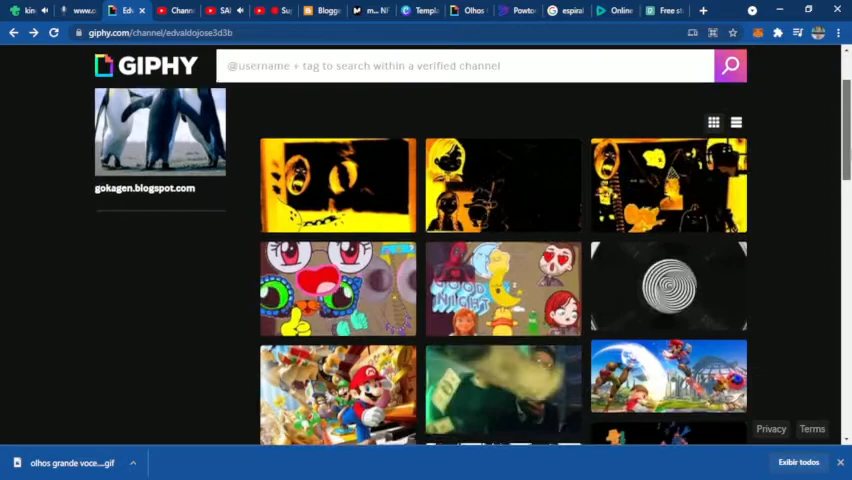 kin
www.o
Edv
Chann
SAI
Su
Blogge
m... NF
Templa
Olhos
Powtoo
espiral
Online
Free st
giphy.com/channel/edvaldojose3d3b
GIPHY
@username + tag to search within a verified channel
gokagen.blogspot.com
GOOD
NIGHT
Privacy
Terms
olhos grande voce....gif
Exibir todos